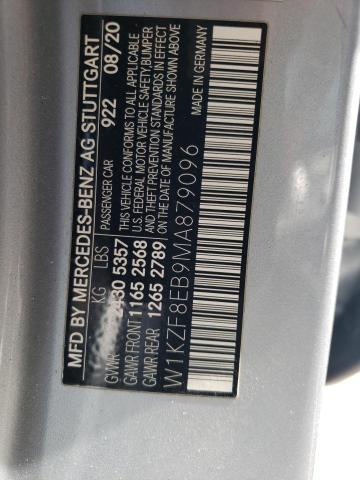 MFD BY MERCEDES-BENZ AG STUTTGART
KG LBS PASSENGER CAR 922 08/20
GVWR 2430 5357
GAWR FRONT 1165 2568
GAWR REAR 1265 2789
THIS VEHICLE CONFORMS TO ALL APPLICABLE
U.S. FEDERAL MOTOR VEHICLE SAFETY, BUMPER
AND THEFT PREVENTION STANDARDS IN EFFECT
ON THE DATE OF MANUFACTURE SHOWN ABOVE
W1KZF8EB9MA879096
MADE IN GERMANY